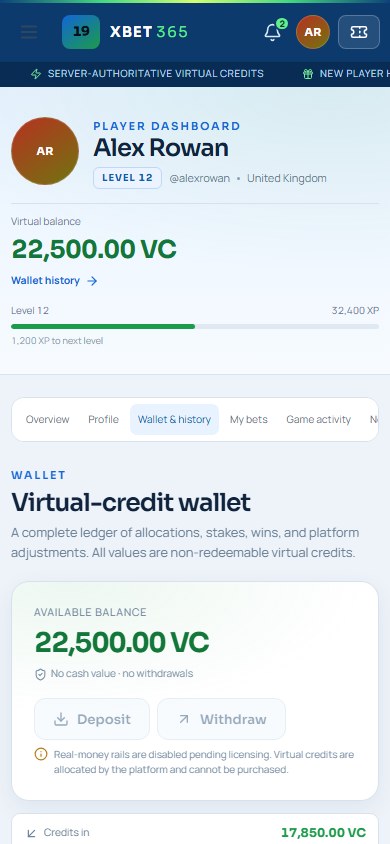 19 XBET 365 2 AR
SERVER-AUTHORITATIVE VIRTUAL CREDITS NEW PLAYER
AR
PLAYER DASHBOARD
Alex Rowan
LEVEL 12 @alexrowan • United Kingdom
Virtual balance
22,500.00 VC
Wallet history
Level 12 32,400 XP
1,200 XP to next level
Overview Profile Wallet & history My bets Game activity
WALLET
Virtual-credit wallet
A complete ledger of allocations, stakes, wins, and platform
adjustments. All values are non-redeemable virtual credits.
AVAILABLE BALANCE
22,500.00 VC
No cash value · no withdrawals
Deposit Withdraw
Real-money rails are disabled pending licensing. Virtual credits are
allocated by the platform and cannot be purchased.
Credits in 17,850.00 VC